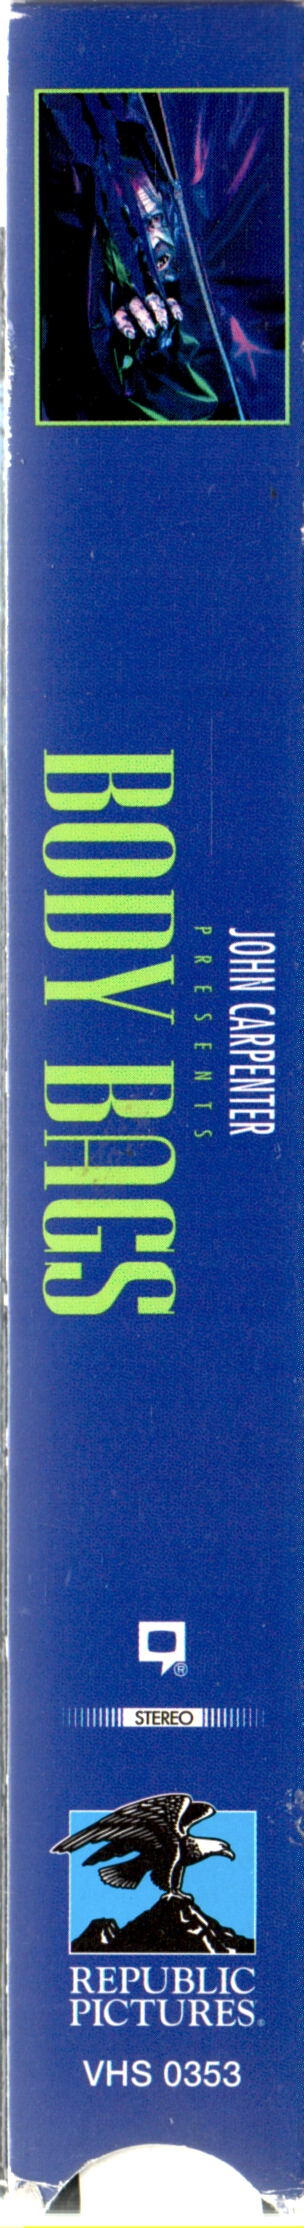 JOHN CARPENTER
PRESENTS
BODY BAGS
®
STEREO
REPUBLIC
PICTURES®
VHS 0353